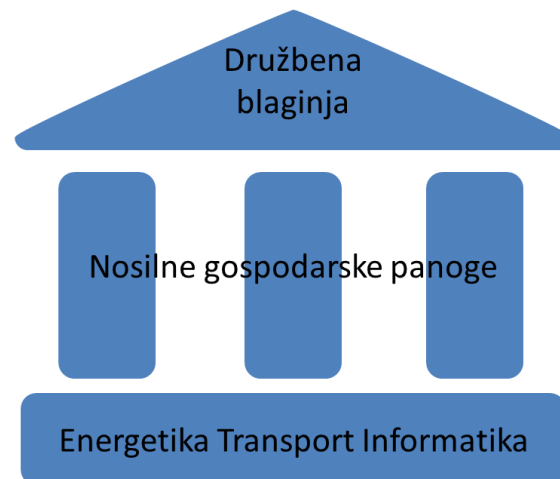 Družbena
blaginja
Nosilne gospodarske panoge
Energetika Transport Informatika